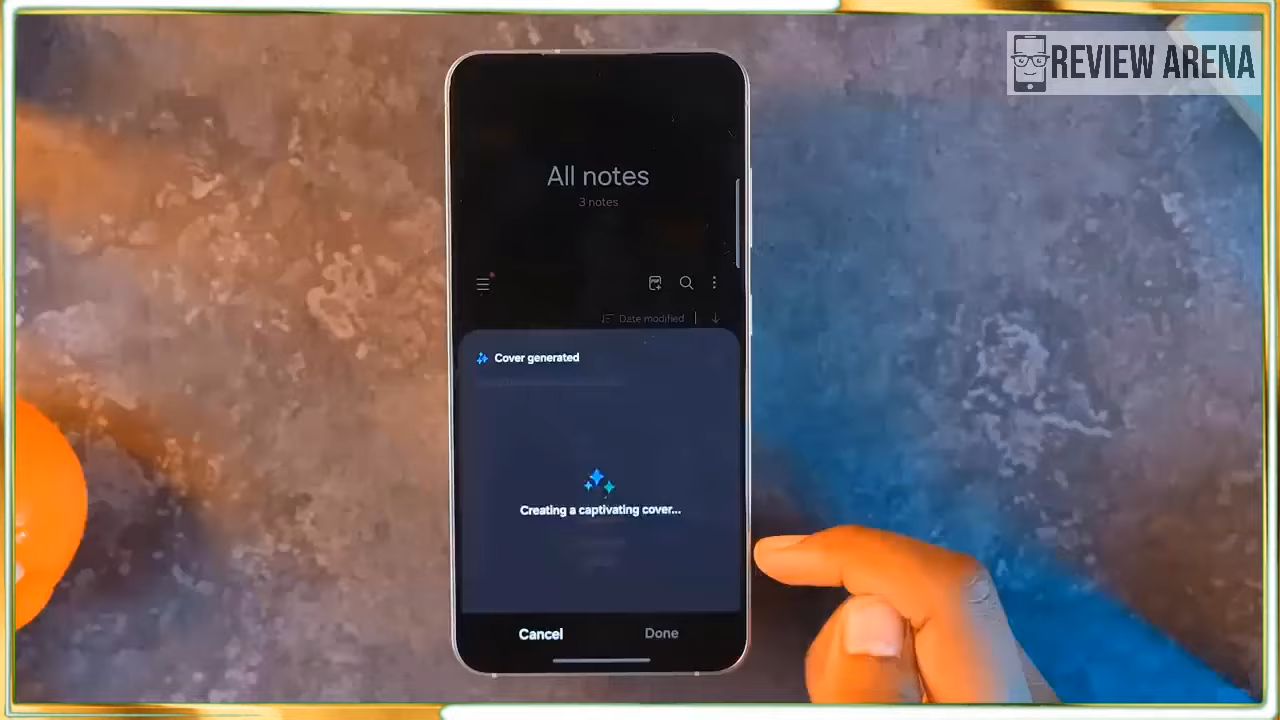 REVIEW ARENA
All notes
3 notes
Date modified
Cover generated
Creating a captivating cover...
Cancel
Done